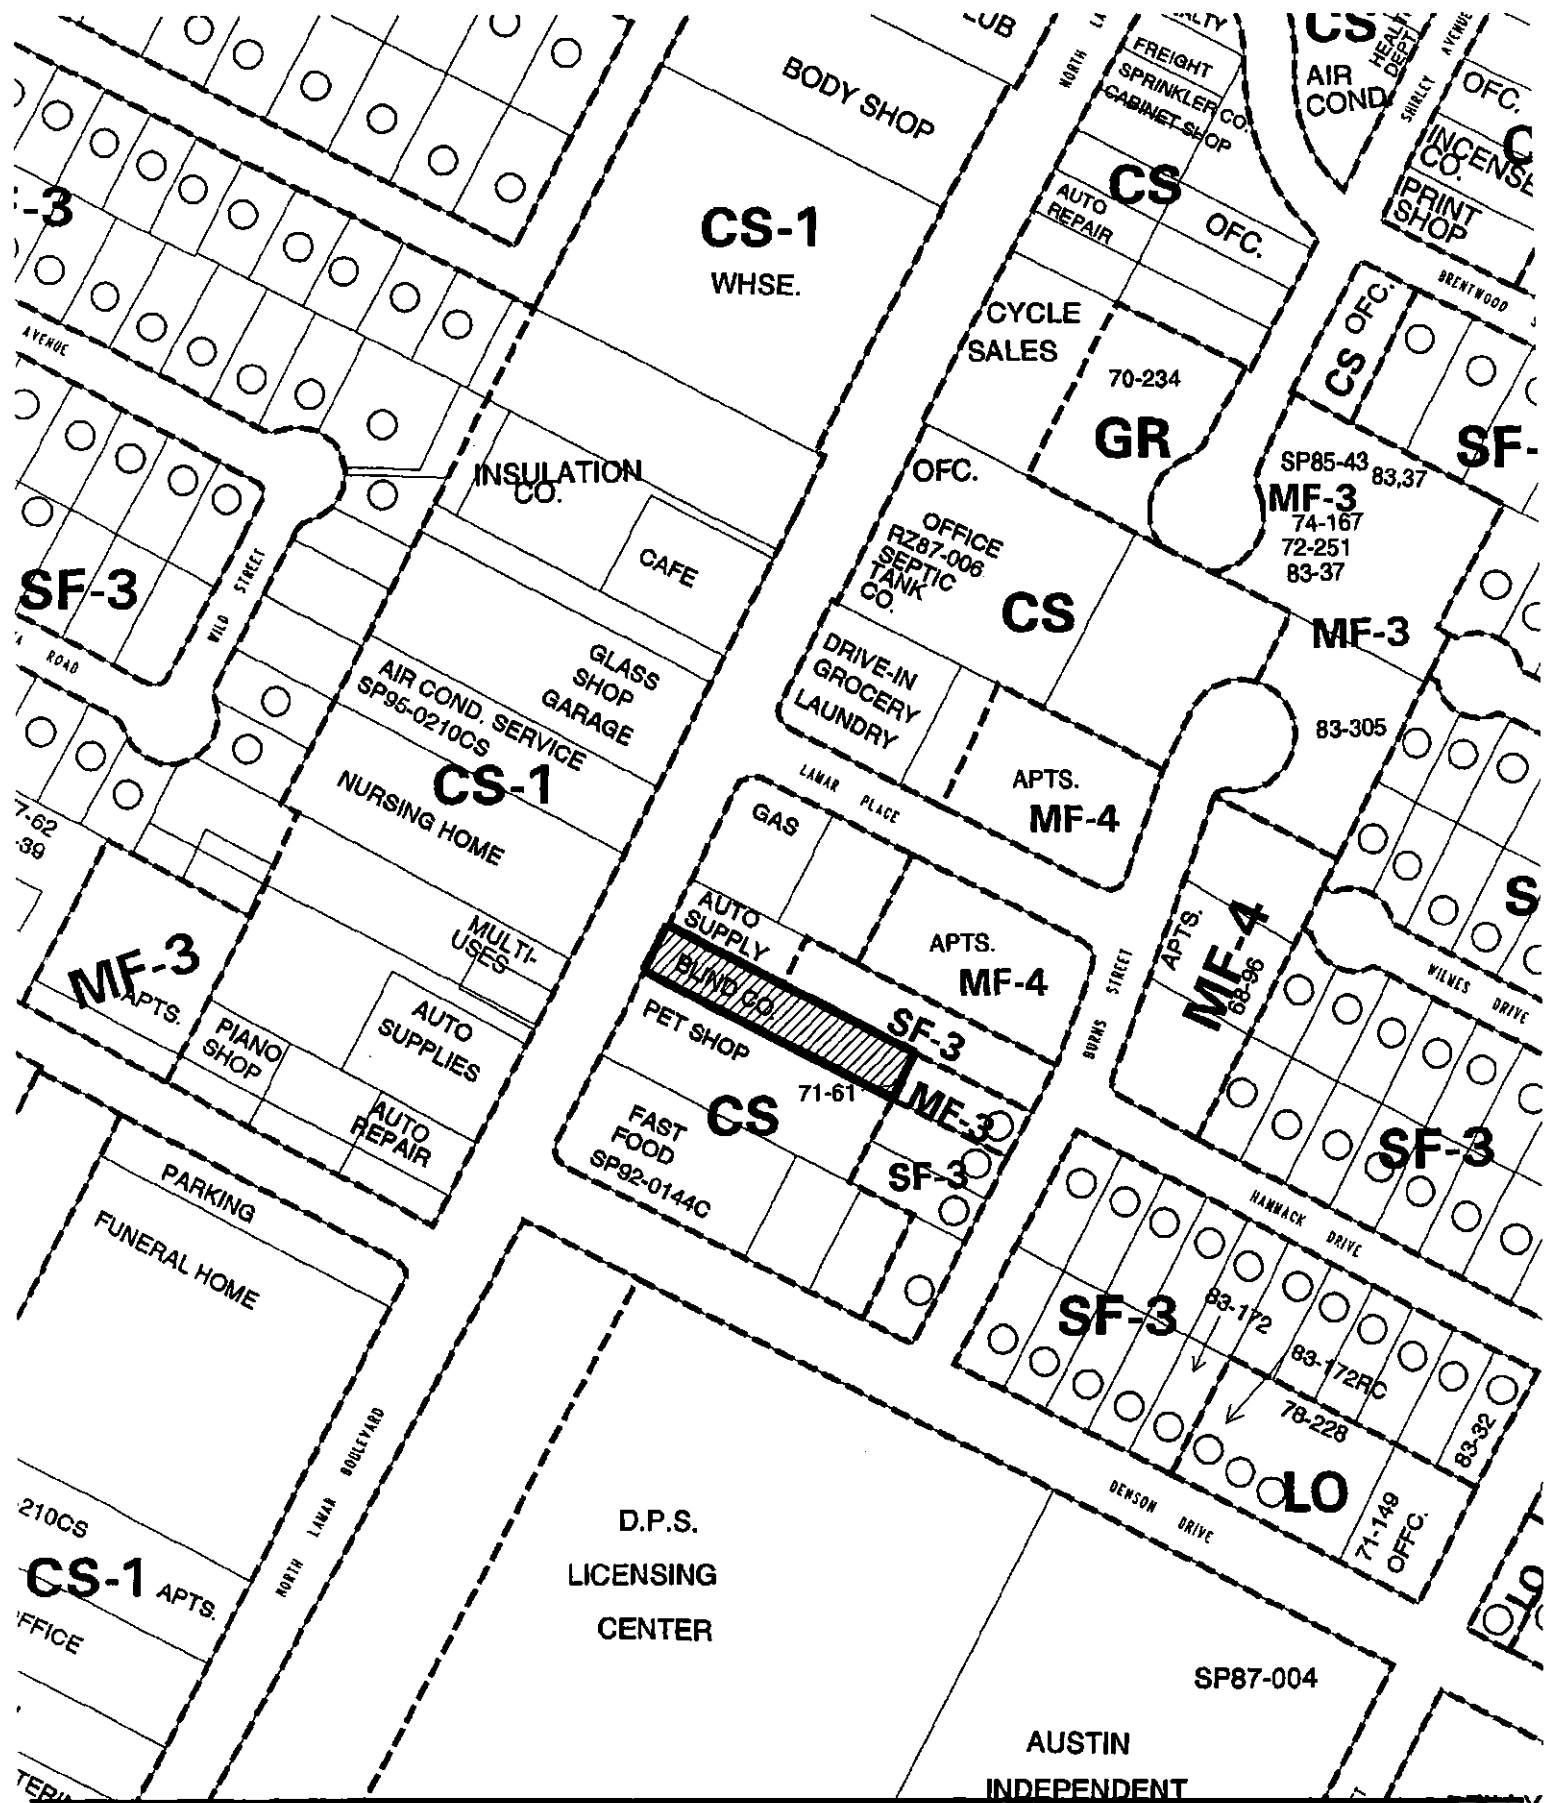 BODY SHOP
NORTH
FREIGHT
SPRINKLER CO.
CABINET SHOP
CS
AIR
COND.
HEALTH
DEPT.
SHIRLEY AVENUE
OFC.
INCENSE
CO.
PRINT
SHOP
CS-1
WHSE.
CS
AUTO
REPAIR
OFC.
BRENTWOOD
CYCLE
SALES
CS OFC.
AVENUE
70-234
GR
OFC.
SP85-43
83,37
MF-3
74-167
72-251
83-37
INSULATION
CO.
CAFE
OFFICE
RZ87-006
SEPTIC
TANK
CO.
CS
MF-3
SF-3
WILD STREET
ROAD
GLASS
SHOP
GARAGE
AIR COND. SERVICE
SP95-0210CS
CS-1
NURSING HOME
DRIVE-IN
GROCERY
LAUNDRY
83-305
LAMAR PLACE
APTS.
MF-4
GAS
7-62
-39
AUTO
SUPPLY
APTS.
MF-4
APTS.
MF-4
68-96
MULTI-
USES
MF-3
APTS.
BLIND CO.
PET SHOP
SF-3
BURNS STREET
WILMES DRIVE
AUTO
SUPPLIES
PIANO
SHOP
71-61
MF-3
CS
AUTO
REPAIR
FAST
FOOD
SP92-0144C
SF-3
SF-3
PARKING
FUNERAL HOME
HAMMACK DRIVE
SF-3
83-172
83-172RC
78-228
83-32
LO
71-149
OFFC.
DENSON DRIVE
NORTH LAMAR BOULEVARD
D.P.S.
LICENSING
CENTER
-210CS
CS-1 APTS.
LO
SP87-004
AUSTIN
INDEPENDENT